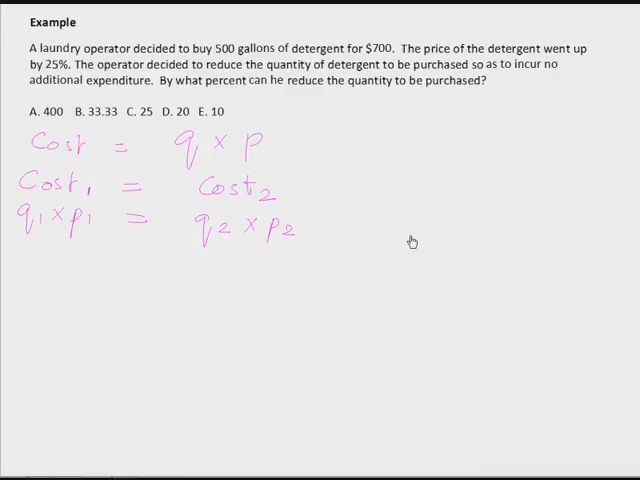 Example
A laundry operator decided to buy 500 gallons of detergent for $700. The price of the detergent went up
by 25%. The operator decided to reduce the quantity of detergent to be purchased so as to incur no
additional expenditure. By what percent can he reduce the quantity to be purchased?
A. 400 B. 33.33 C. 25 D. 20 E. 10
Cost = q × p
Cost₁ = Cost₂
q₁ × p₁ = q₂ × p₂